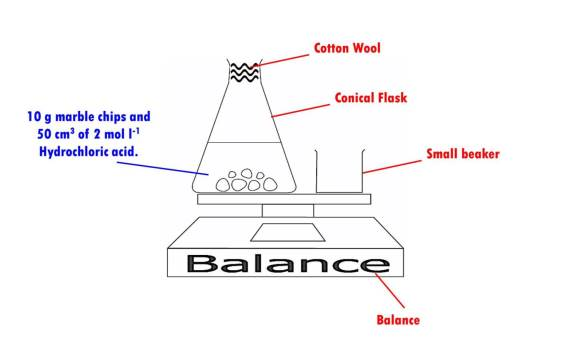 Cotton Wool
Conical Flask
10 g marble chips and
50 cm³ of 2 mol l⁻¹
Hydrochloric acid.
Small beaker
Balance
Balance